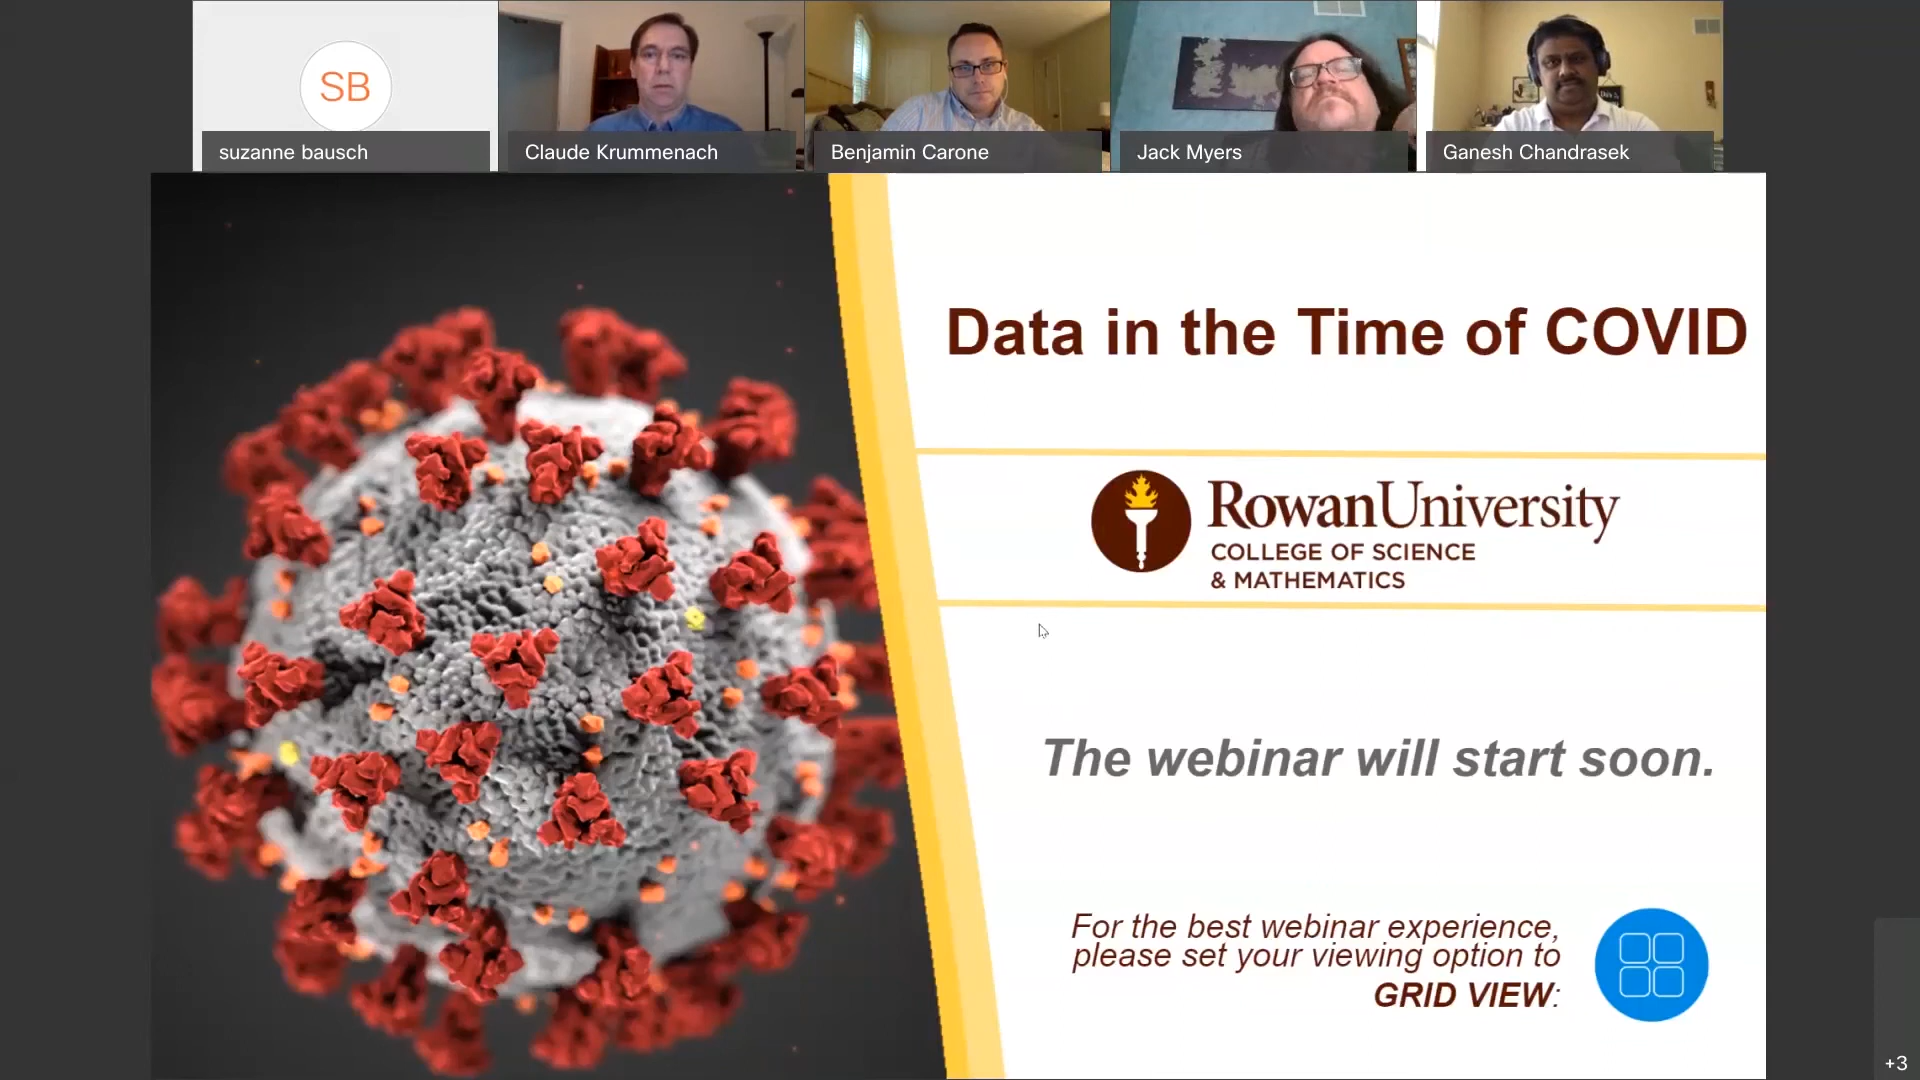 SB
suzanne bausch
Claude Krummenach
Benjamin Carone
Jack Myers
Ganesh Chandrasek
Data in the Time of COVID
RowanUniversity
COLLEGE OF SCIENCE
& MATHEMATICS
The webinar will start soon.
For the best webinar experience,
please set your viewing option to
GRID VIEW:
+3